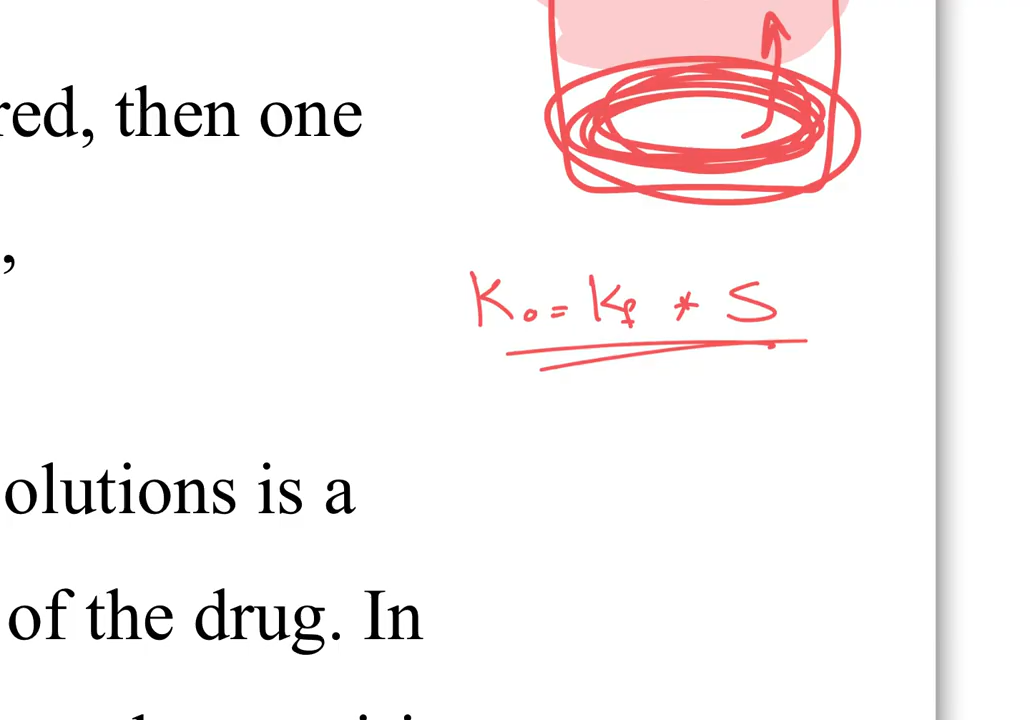 red, then one
,
K₀ = Kf * S
olutions is a
of the drug. In